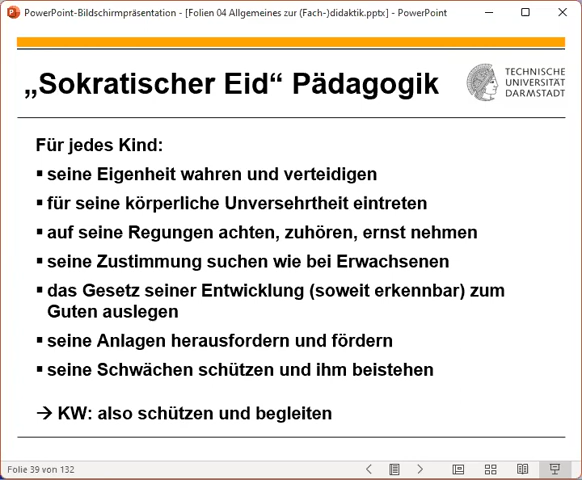 PowerPoint-Bildschirmpräsentation - [Folien 04 Allgemeines zur (Fach-)didaktik.pptx] - PowerPoint
„Sokratischer Eid“ Pädagogik
TECHNISCHE
UNIVERSITÄT
DARMSTADT
Für jedes Kind:
▪ seine Eigenheit wahren und verteidigen
▪ für seine körperliche Unversehrtheit eintreten
▪ auf seine Regungen achten, zuhören, ernst nehmen
▪ seine Zustimmung suchen wie bei Erwachsenen
▪ das Gesetz seiner Entwicklung (soweit erkennbar) zum
Guten auslegen
▪ seine Anlagen herausfordern und fördern
▪ seine Schwächen schützen und ihm beistehen
→ KW: also schützen und begleiten
Folie 39 von 132